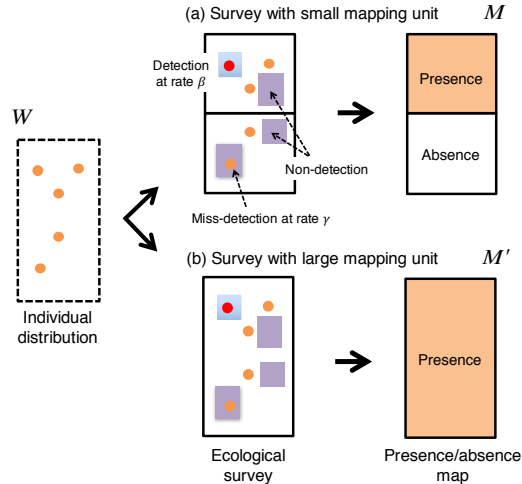 (a) Survey with small mapping unit
M
Detection
at rate β
Presence
W
Absence
Non-detection
Miss-detection at rate γ
(b) Survey with large mapping unit
M′
Individual
distribution
Presence
Ecological
survey
Presence/absence
map